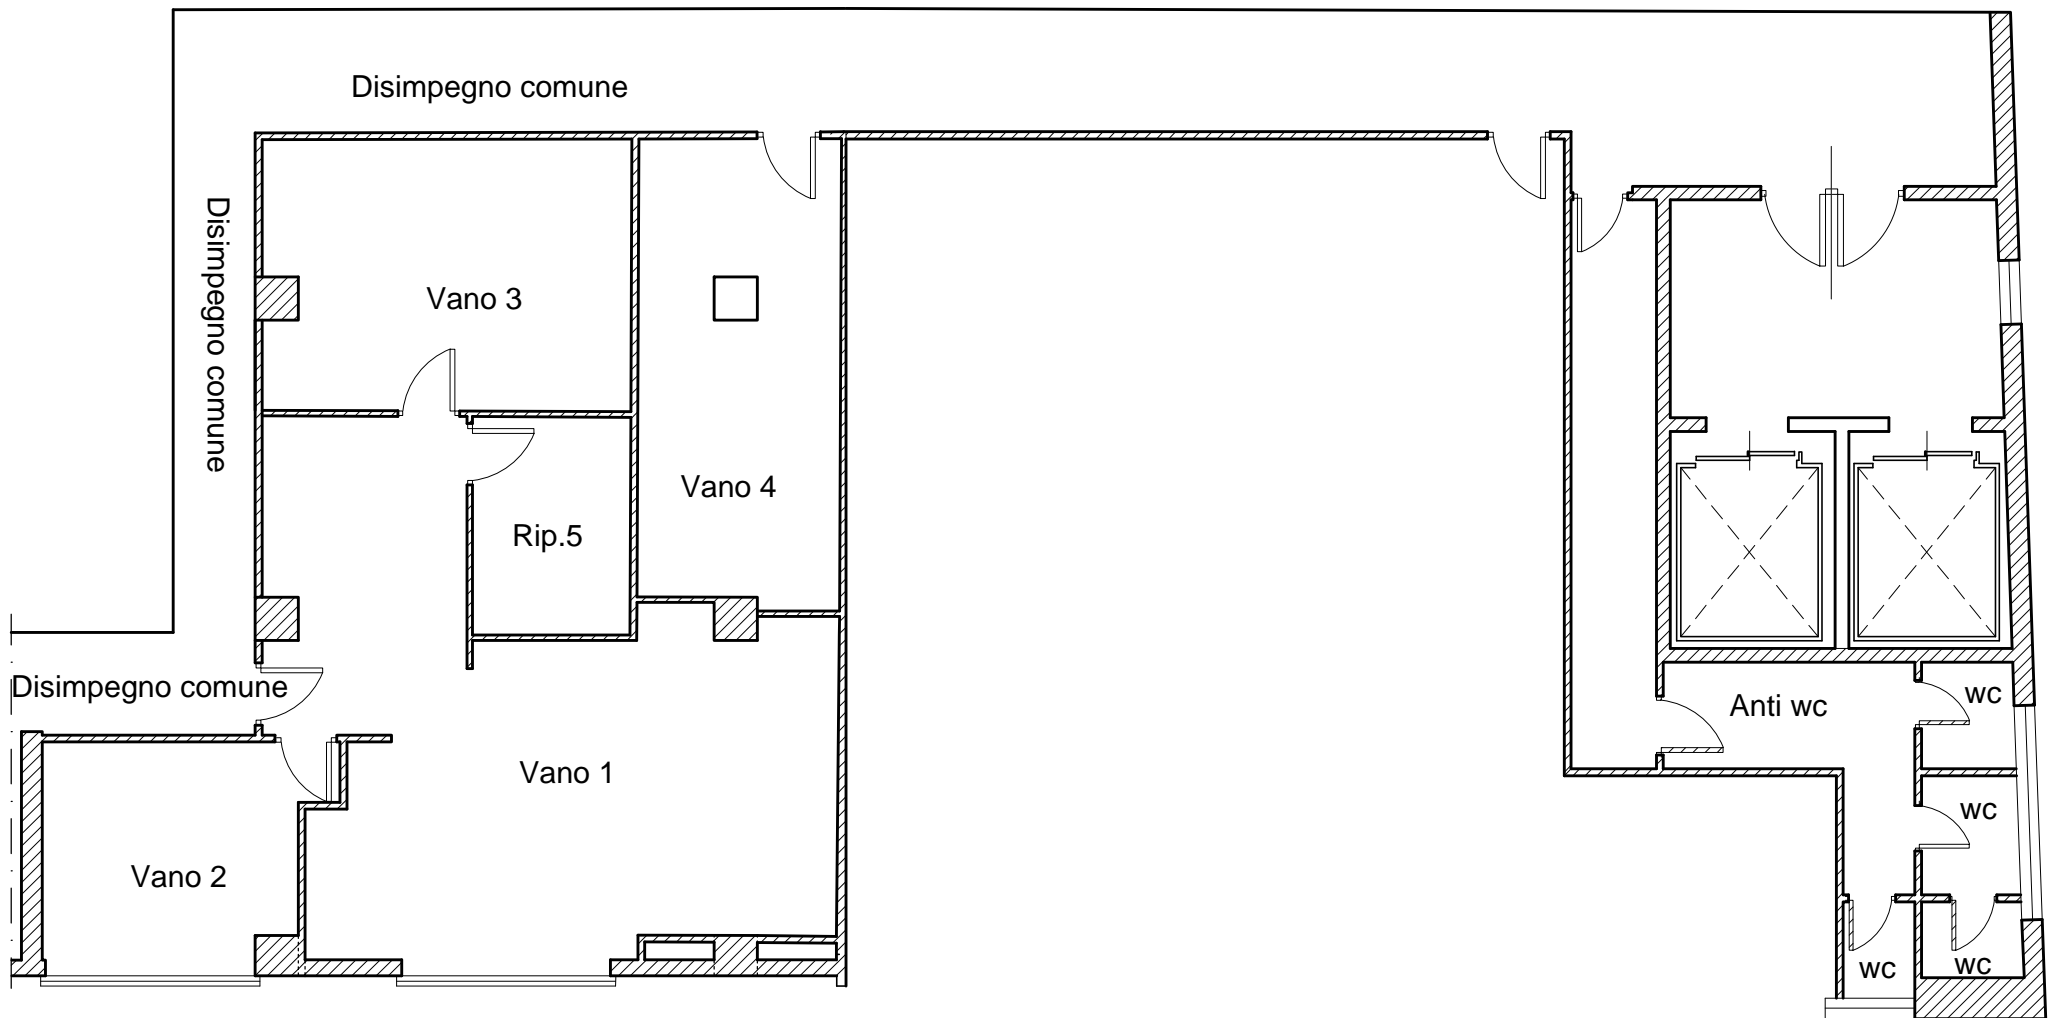 Disimpegno comune
Disimpegno comune
Vano 3
Vano 4
Rip.5
Disimpegno comune
Vano 1
Vano 2
Anti wc
wc
wc
wc
wc